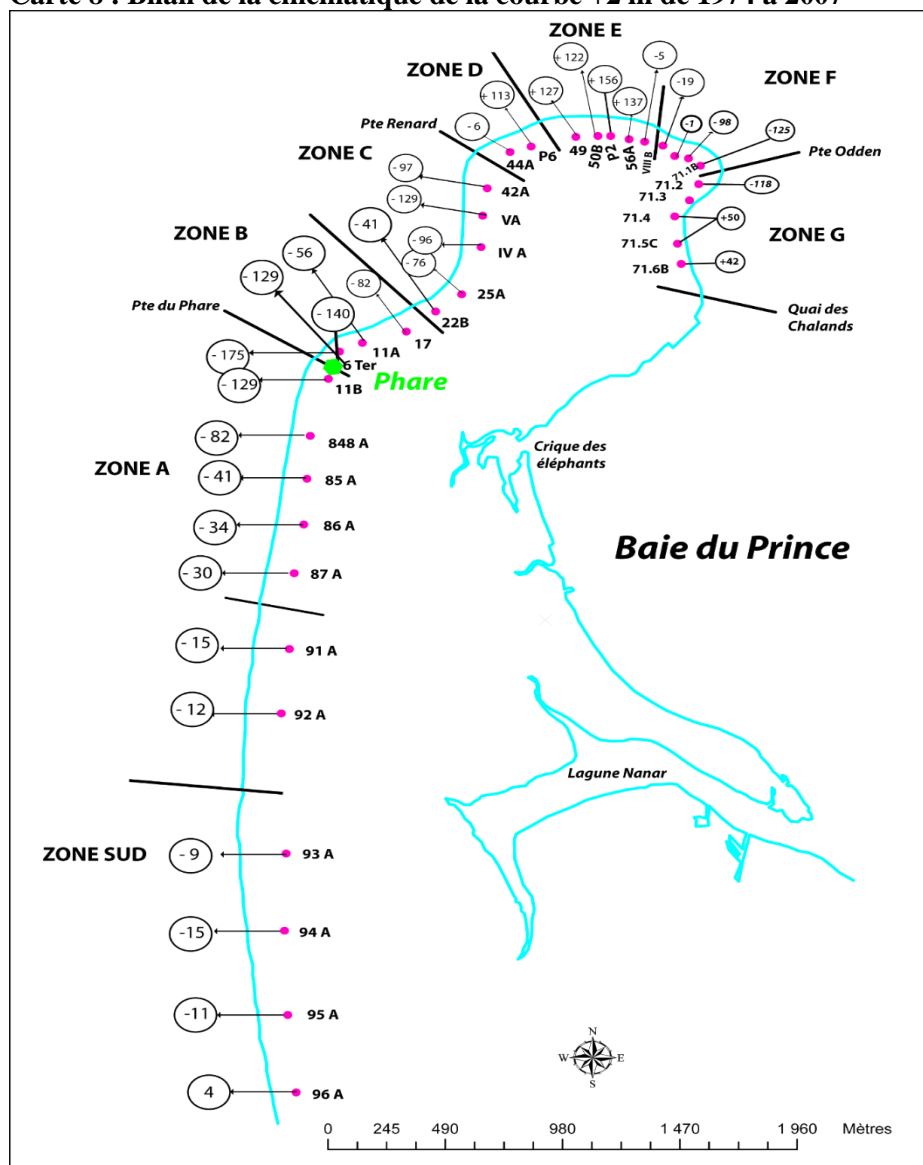 Carte 8 : Bilan de la cinématique de la courbe +2 m de 1974 à 2007
ZONE E
+ 122
- 5
+ 156
-19
ZONE F
ZONE D
+ 127
+ 137
+ 113
-1
- 98
-125
Pte Renard
- 6
49
50B
P2
56A
VIII B
71.1B
Pte Odden
ZONE C
44A
P6
71.2
-118
- 97
42A
71.3
- 129
VA
71.4
+50
ZONE G
- 41
ZONE B
- 96
IV A
71.5C
- 56
- 76
71.6B
+42
- 129
- 82
25A
Pte du Phare
- 140
22B
Quai des
Chalands
17
11A
- 175
6 Ter
- 129
11B
Phare
- 82
848 A
Crique des
éléphants
ZONE A
- 41
85 A
- 34
86 A
Baie du Prince
- 30
87 A
- 15
91 A
- 12
92 A
Lagune Nanar
ZONE SUD
- 9
93 A
-15
94 A
-11
95 A
N
W
E
S
4
96 A
0
245
490
980
1 470
1 960
Mètres